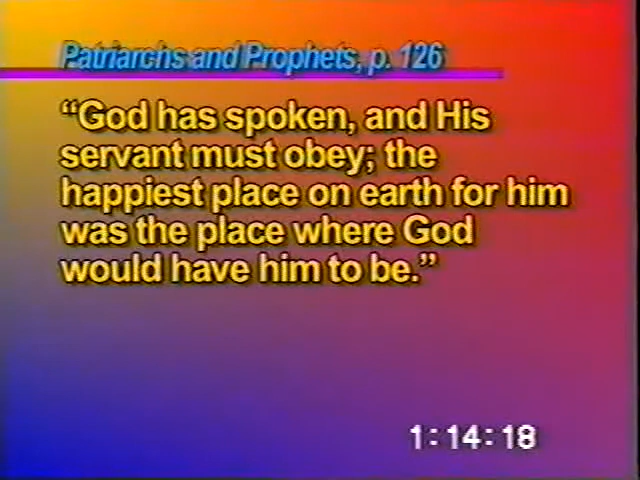 Patriarchs and Prophets, p. 126
“God has spoken, and His
servant must obey; the
happiest place on earth for him
was the place where God
would have him to be.”
1:14:18